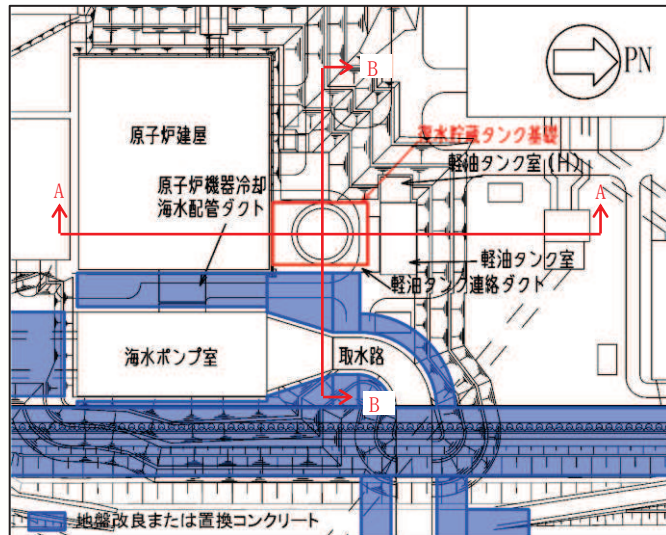 B
PN
原子炉建屋
復水貯蔵タンク基礎
軽油タンク室(H)
原子炉機器冷却
海水配管ダクト
A
A
軽油タンク室
軽油タンク連絡ダクト
海水ポンプ室
取水路
B
地盤改良または置換コンクリート